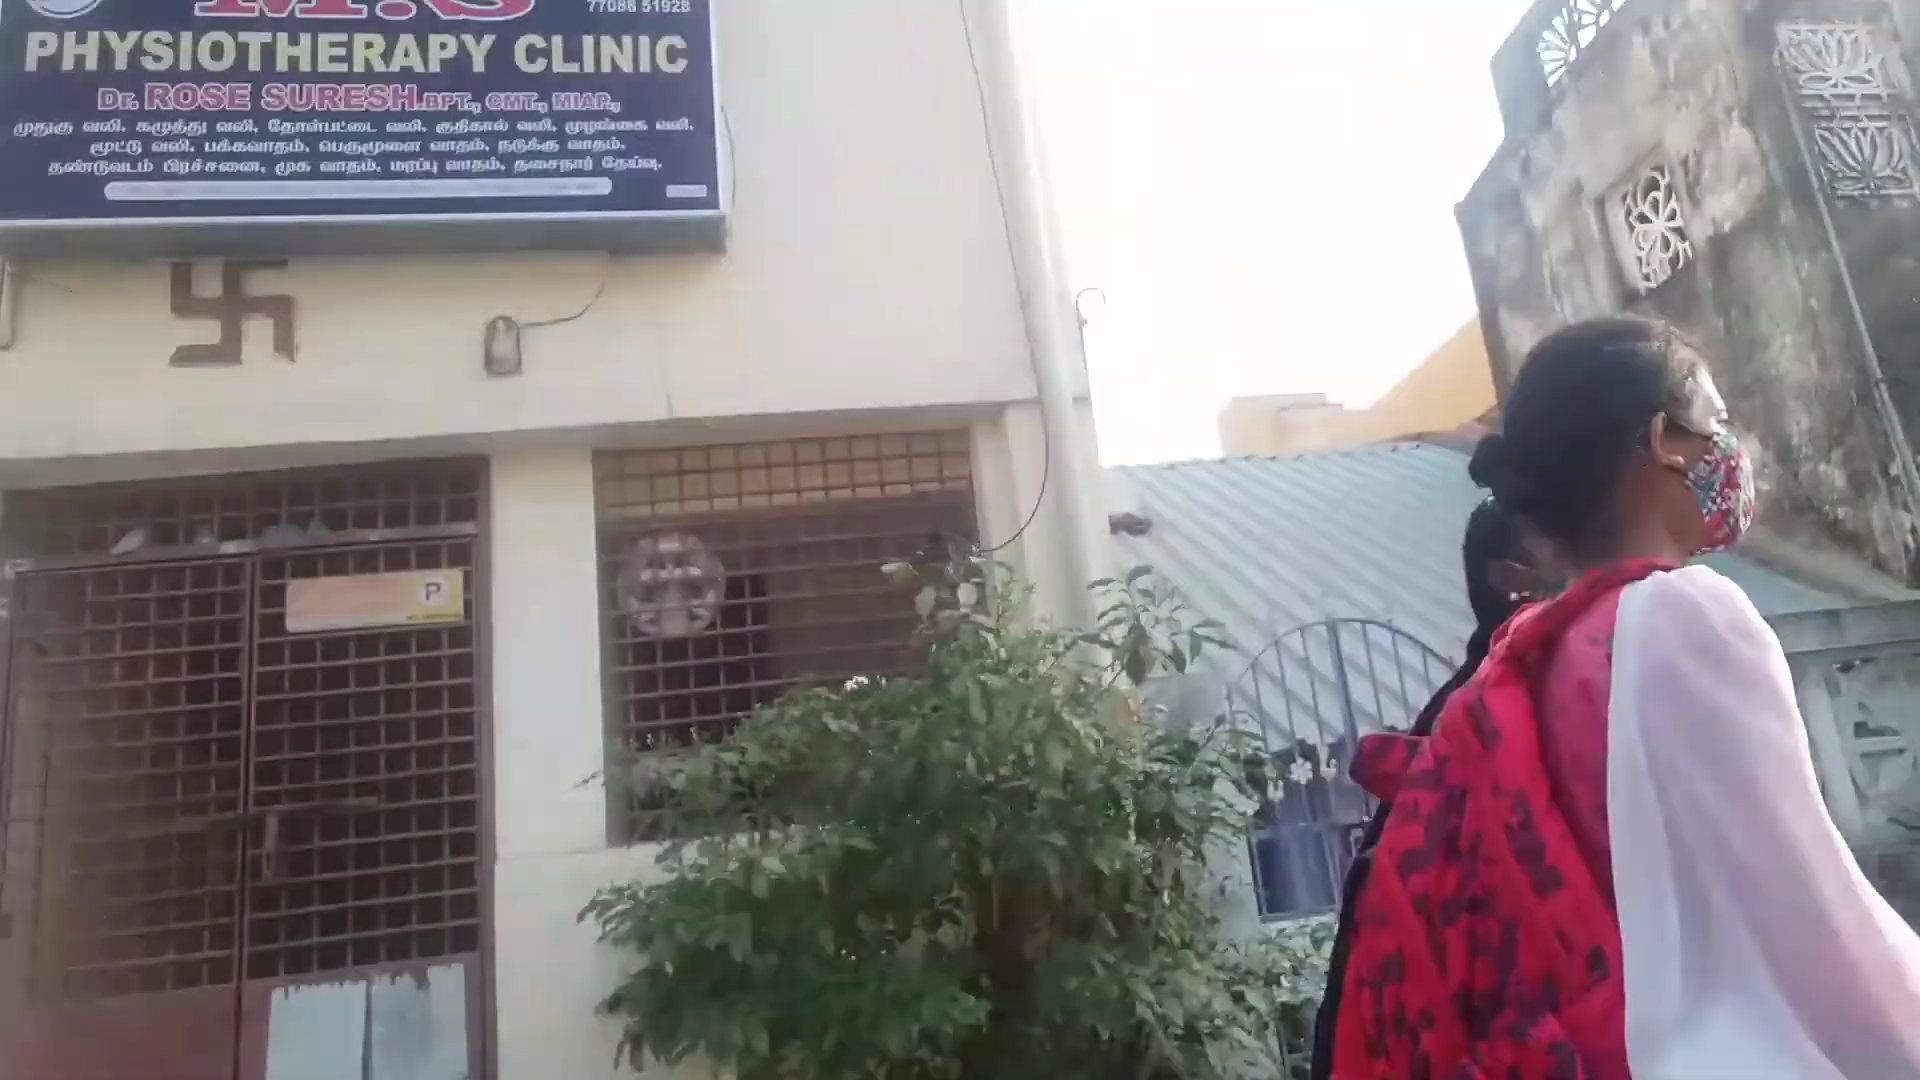 M.S
77088 51928
PHYSIOTHERAPY CLINIC
Dr. ROSE SURESH.BPT., CMT., MIAP.,
முதுகு வலி, கழுத்து வலி, தோள்பட்டை வலி, குதிகால் வலி, முழங்கை வலி,
மூட்டு வலி, பக்கவாதம், பெருமூளை வாதம், நடுக்கு வாதம்,
தண்டுவடம் பிரச்சனை, முக வாதம், மரப்பு வாதம், தசைநார் தேய்வு.
P